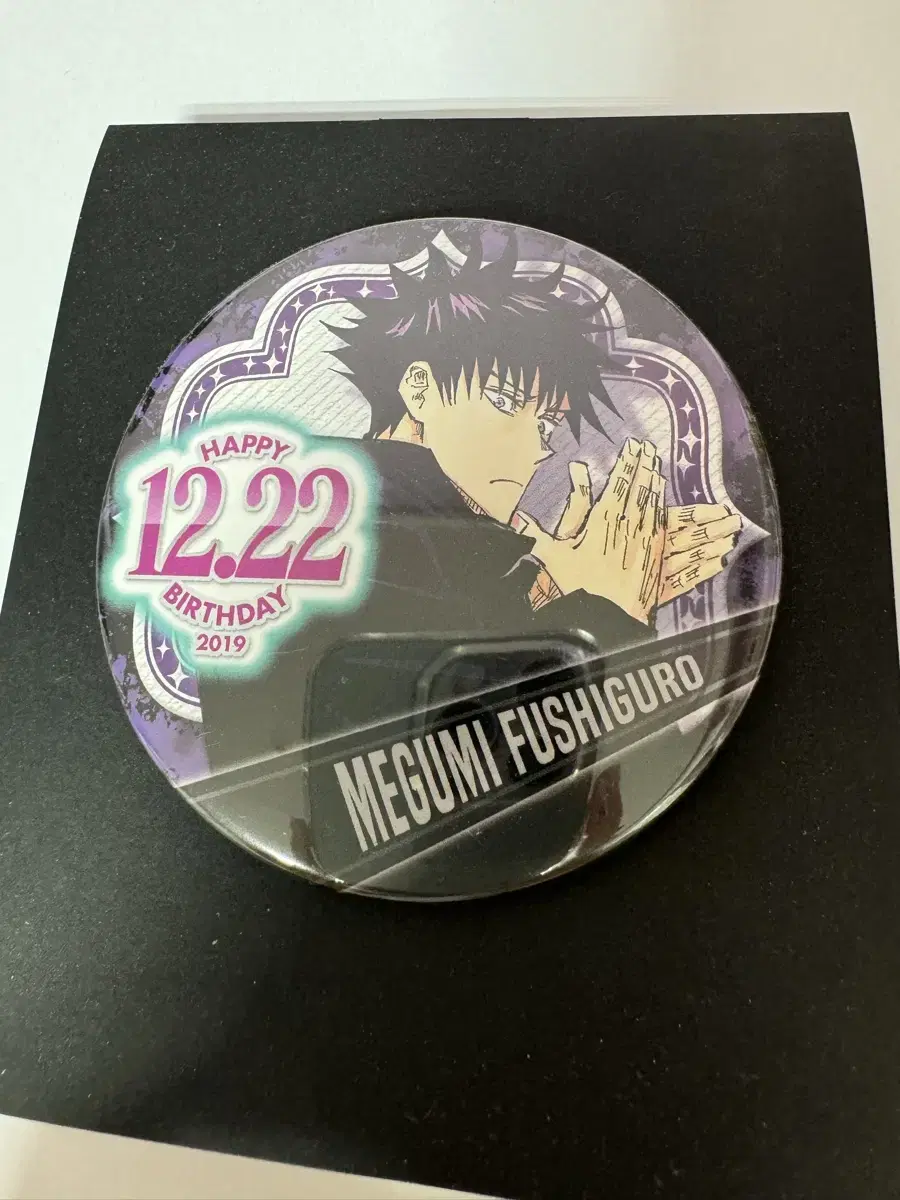 HAPPY
12.22
BIRTHDAY
2019
MEGUMI FUSHIGURO